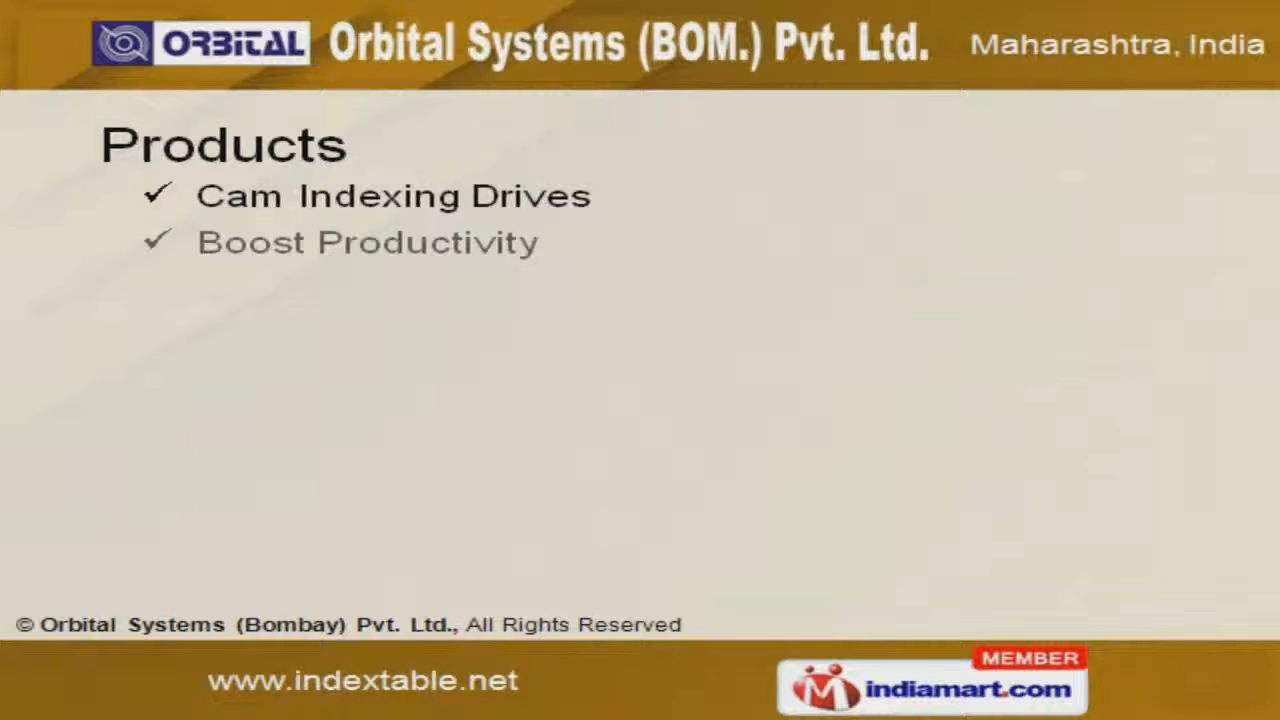 ORBITAL Orbital Systems (BOM.) Pvt. Ltd. Maharashtra, India
Products
✓ Cam Indexing Drives
✓ Boost Productivity
© Orbital Systems (Bombay) Pvt. Ltd., All Rights Reserved
MEMBER
www.indextable.net indiamart.com